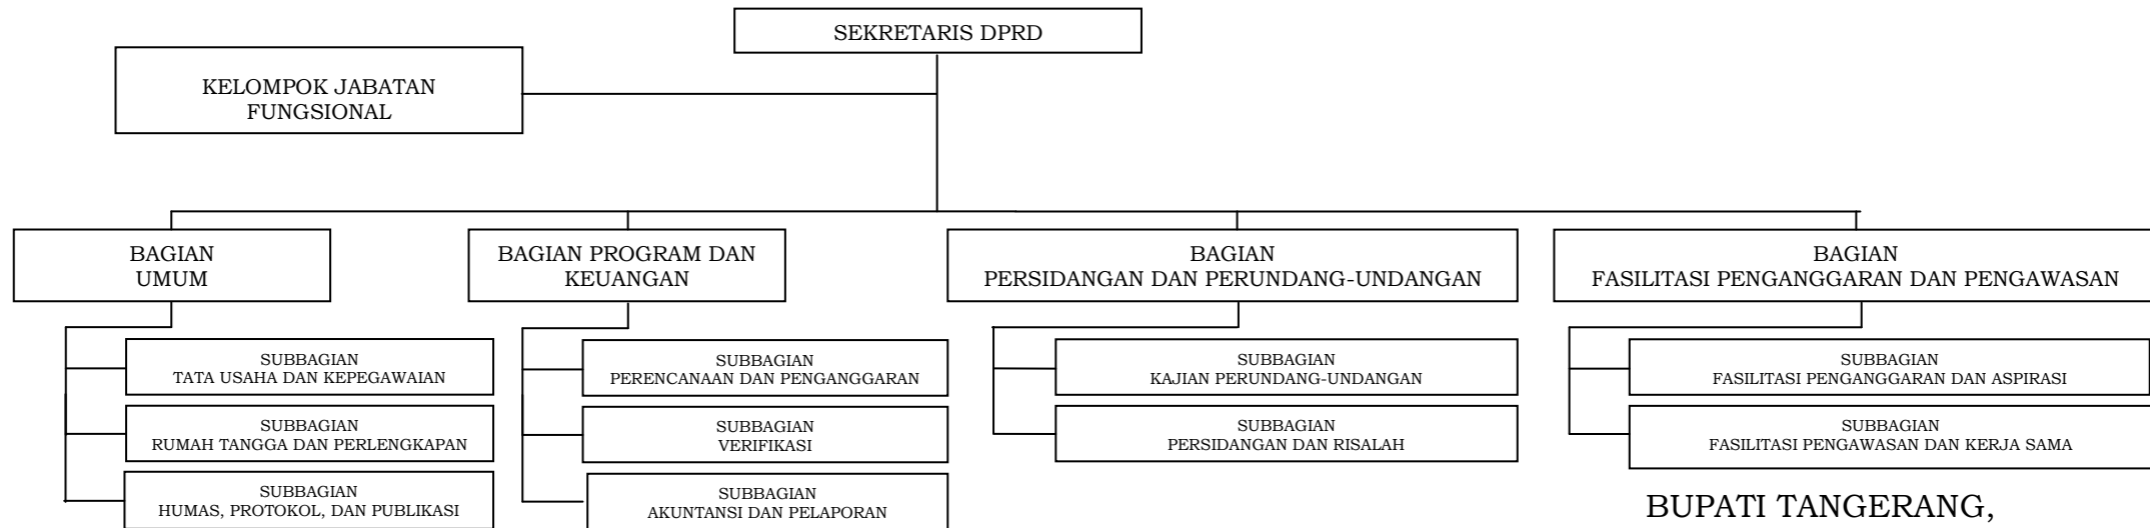 SEKRETARIS DPRD
KELOMPOK JABATAN
FUNGSIONAL
BAGIAN
UMUM
BAGIAN PROGRAM DAN
KEUANGAN
BAGIAN
PERSIDANGAN DAN PERUNDANG-UNDANGAN
BAGIAN
FASILITASI PENGANGGARAN DAN PENGAWASAN
SUBBAGIAN
TATA USAHA DAN KEPEGAWAIAN
SUBBAGIAN
RUMAH TANGGA DAN PERLENGKAPAN
SUBBAGIAN
HUMAS, PROTOKOL, DAN PUBLIKASI
SUBBAGIAN
PERENCANAAN DAN PENGANGGARAN
SUBBAGIAN
VERIFIKASI
SUBBAGIAN
AKUNTANSI DAN PELAPORAN
SUBBAGIAN
KAJIAN PERUNDANG-UNDANGAN
SUBBAGIAN
PERSIDANGAN DAN RISALAH
SUBBAGIAN
FASILITASI PENGANGGARAN DAN ASPIRASI
SUBBAGIAN
FASILITASI PENGAWASAN DAN KERJA SAMA
BUPATI TANGERANG,